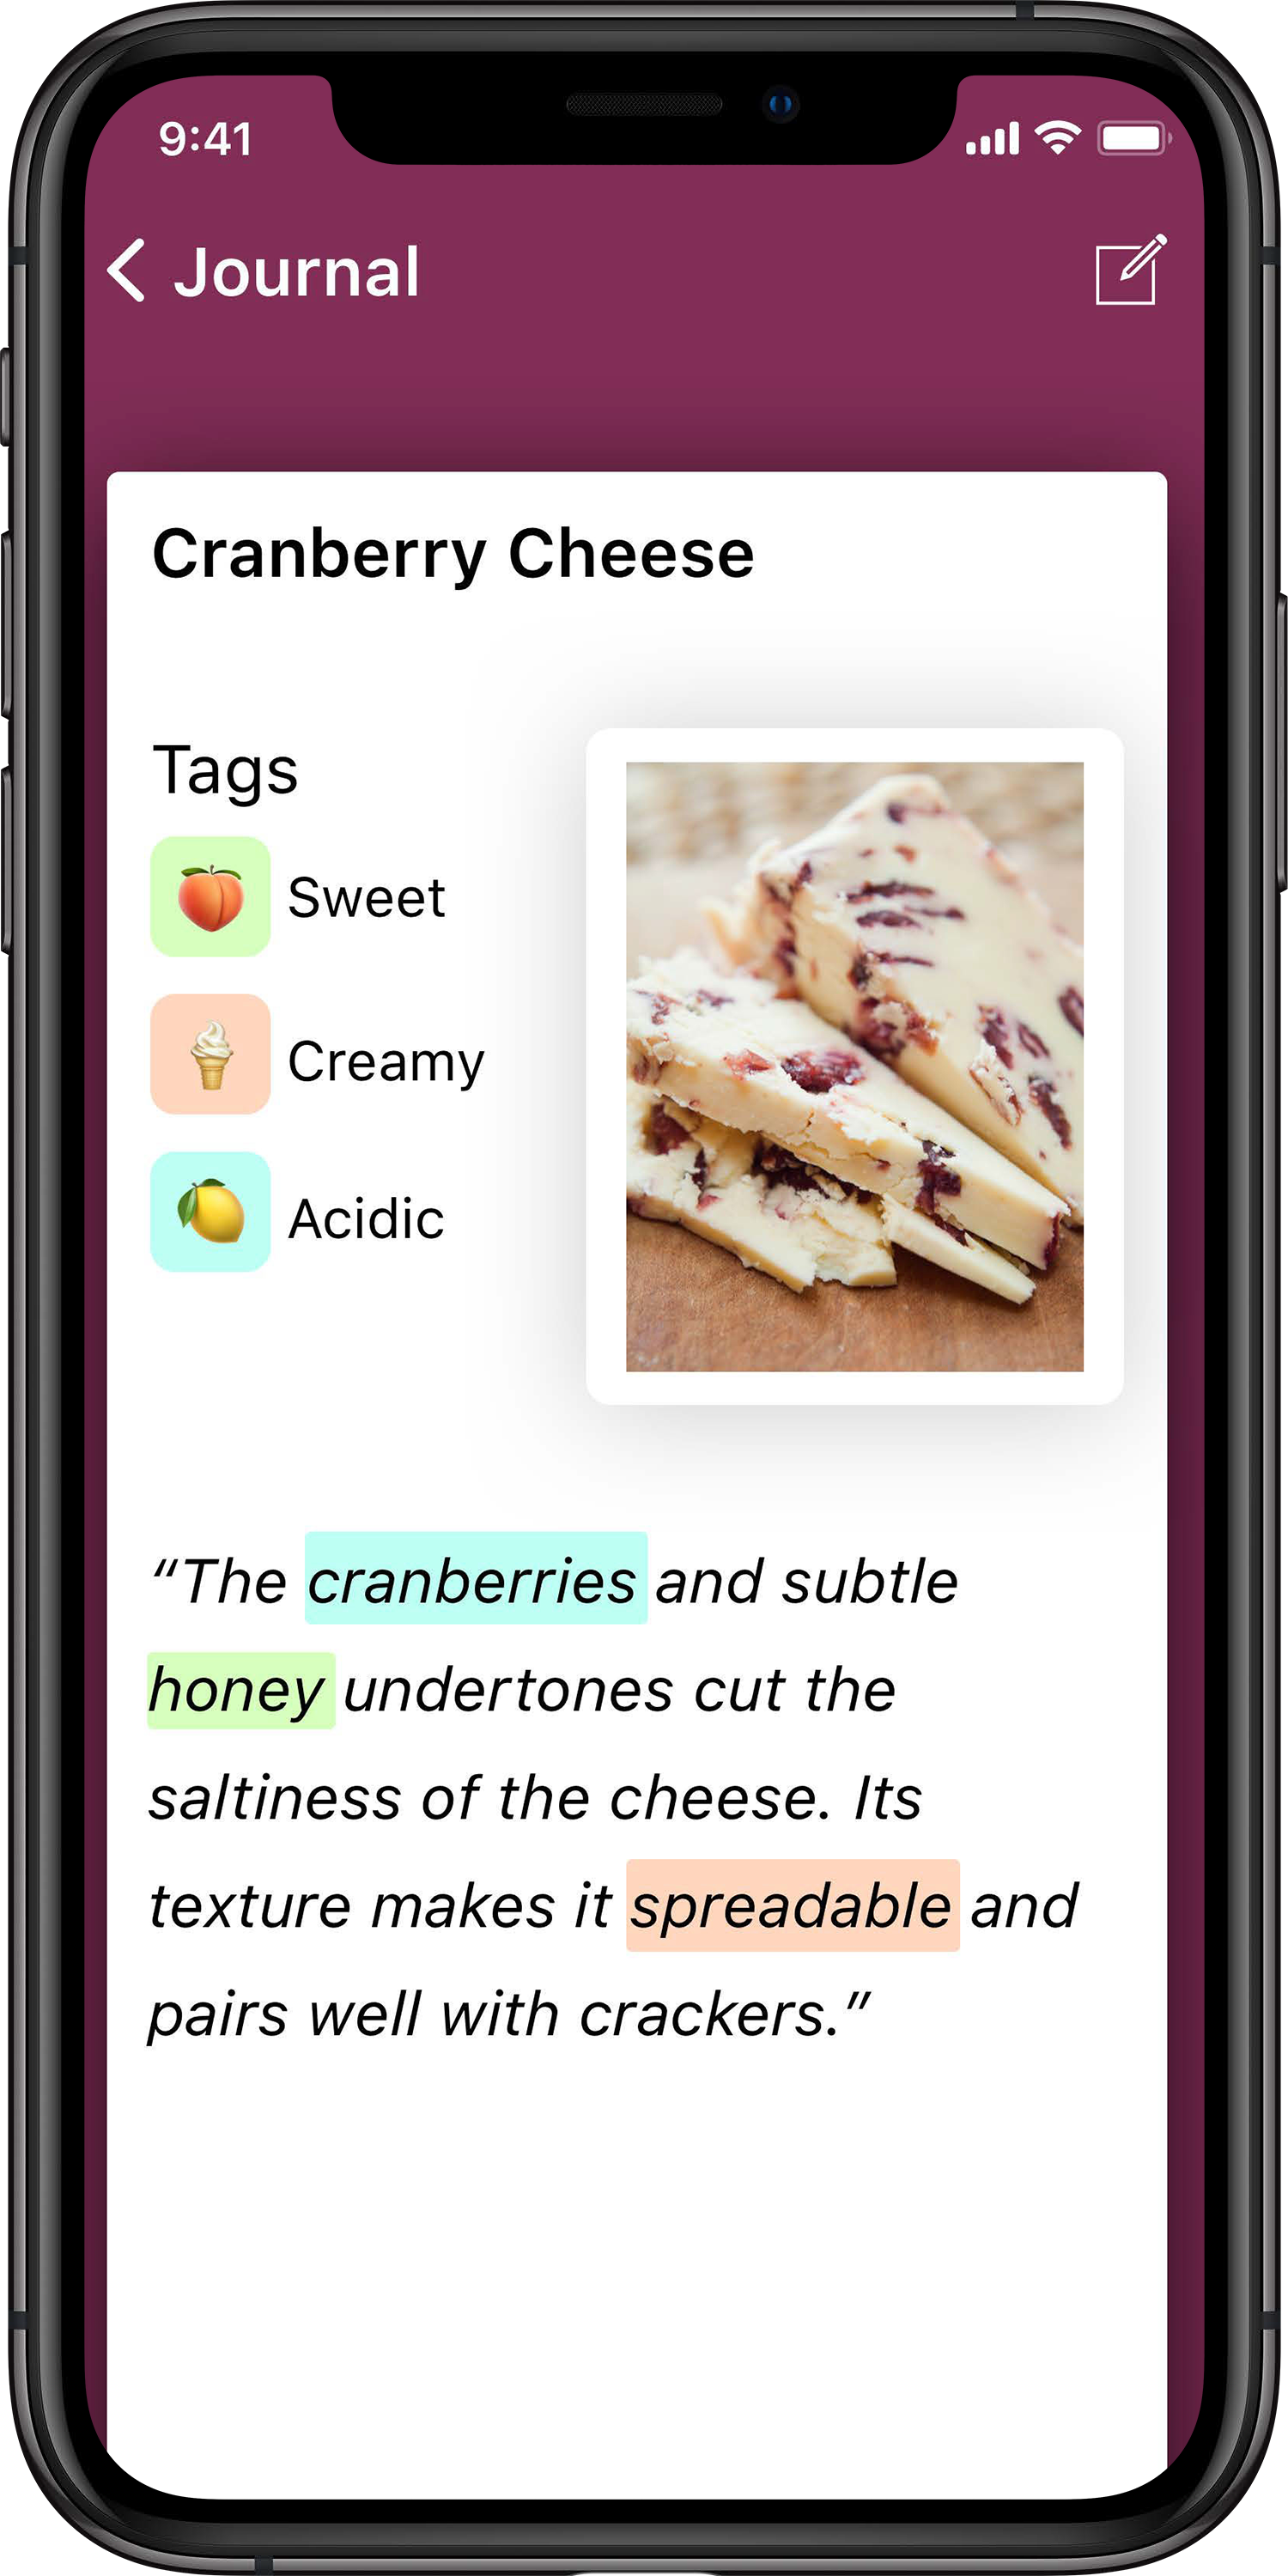 9:41
Journal
Cranberry Cheese
Tags
Sweet
Creamy
Acidic
“The cranberries and subtle
honey undertones cut the
saltiness of the cheese. Its
texture makes it spreadable and
pairs well with crackers.”